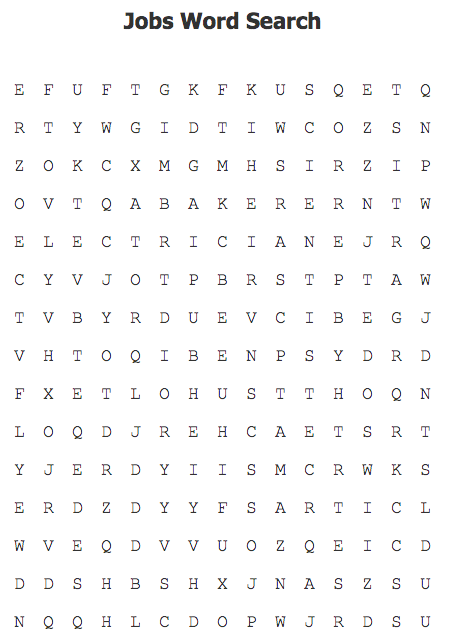 Jobs Word Search
E F U F T G K F K U S Q E T Q
R T Y W G I D T I W C O Z S N
Z O K C X M G M H S I R Z I P
O V T Q A B A K E R E R N T W
E L E C T R I C I A N E J R Q
C Y V J O T P B R S T P T A W
T V B Y R D U E V C I B E G J
V H T O Q I B E N P S Y D R D
F X E T L O H U S T T H O Q N
L O Q D J R E H C A E T S R T
Y J E R D Y I I S M C R W K S
E R D Z D Y Y F S A R T I C L
W V E Q D V V U O Z Q E I C D
D D S H B S H X J N A S Z S U
N Q Q H L C D O P W J R D S U